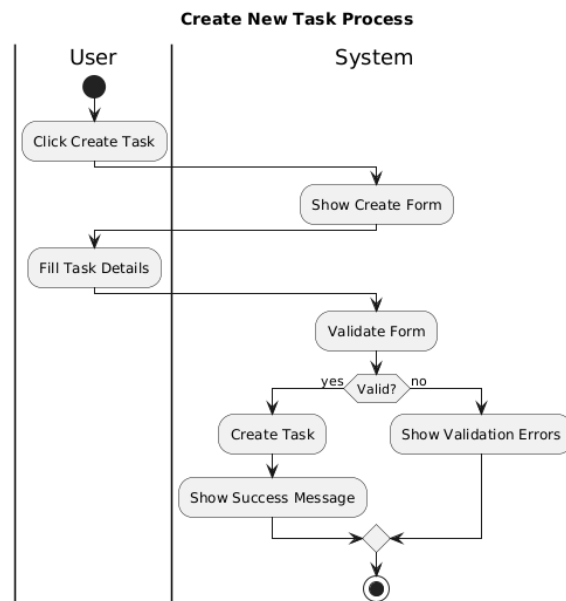 Create New Task Process
User
System
Click Create Task
Show Create Form
Fill Task Details
Validate Form
yes
Valid?
no
Create Task
Show Validation Errors
Show Success Message